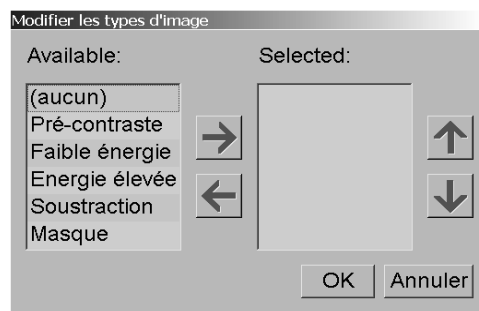 Modifier les types d'image
Available:
Selected:
(aucun)
Pré-contraste
Faible énergie
Energie élevée
Soustraction
Masque
OK
Annuler